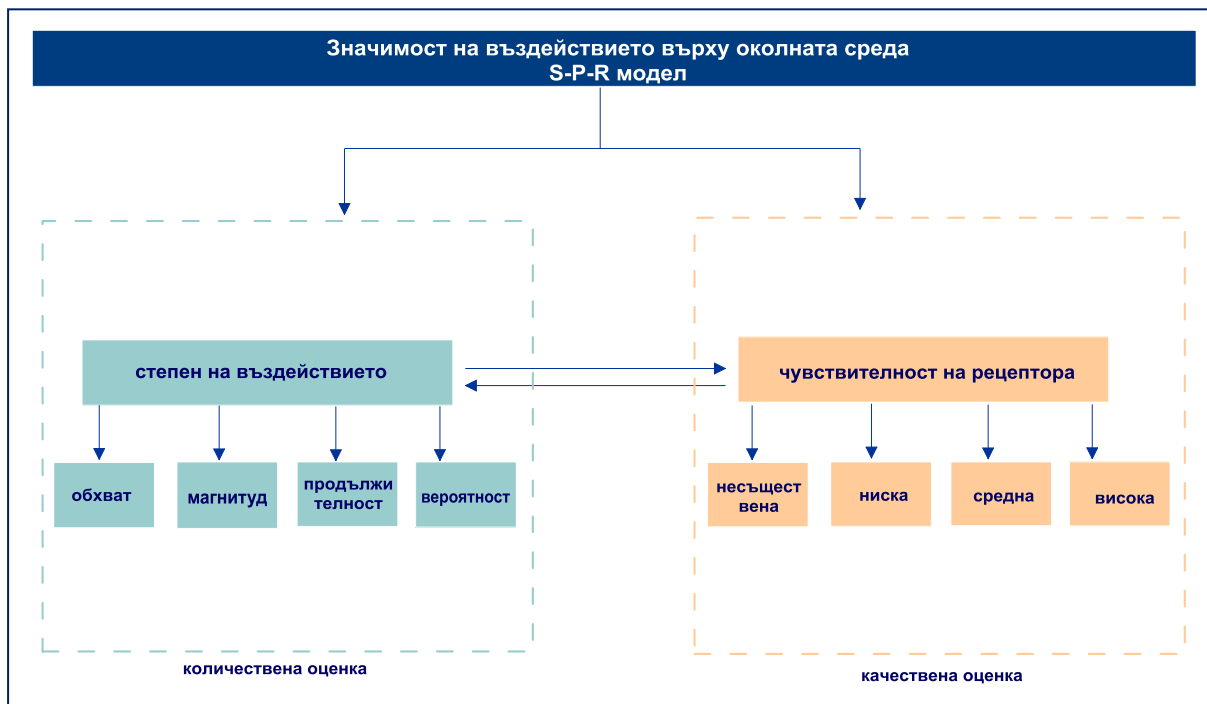 Значимост на въздействието върху околната среда
S-P-R модел
степен на въздействието
чувствителност на рецептора
обхват
магнитуд
продължи
телност
вероятност
несъщест
вена
ниска
средна
висока
количествена оценка
качествена оценка